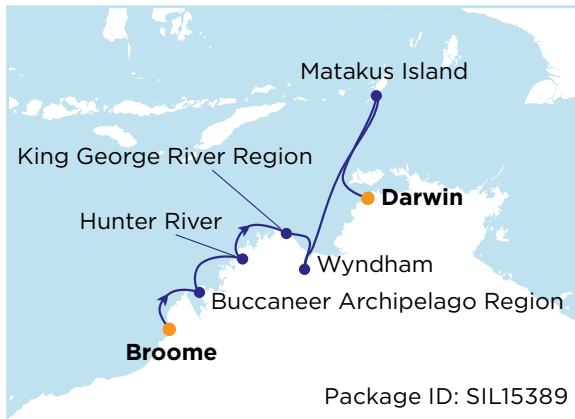 Matakus Island
King George River Region
Darwin
Hunter River
Wyndham
Buccaneer Archipelago Region
Broome
Package ID: SIL15389